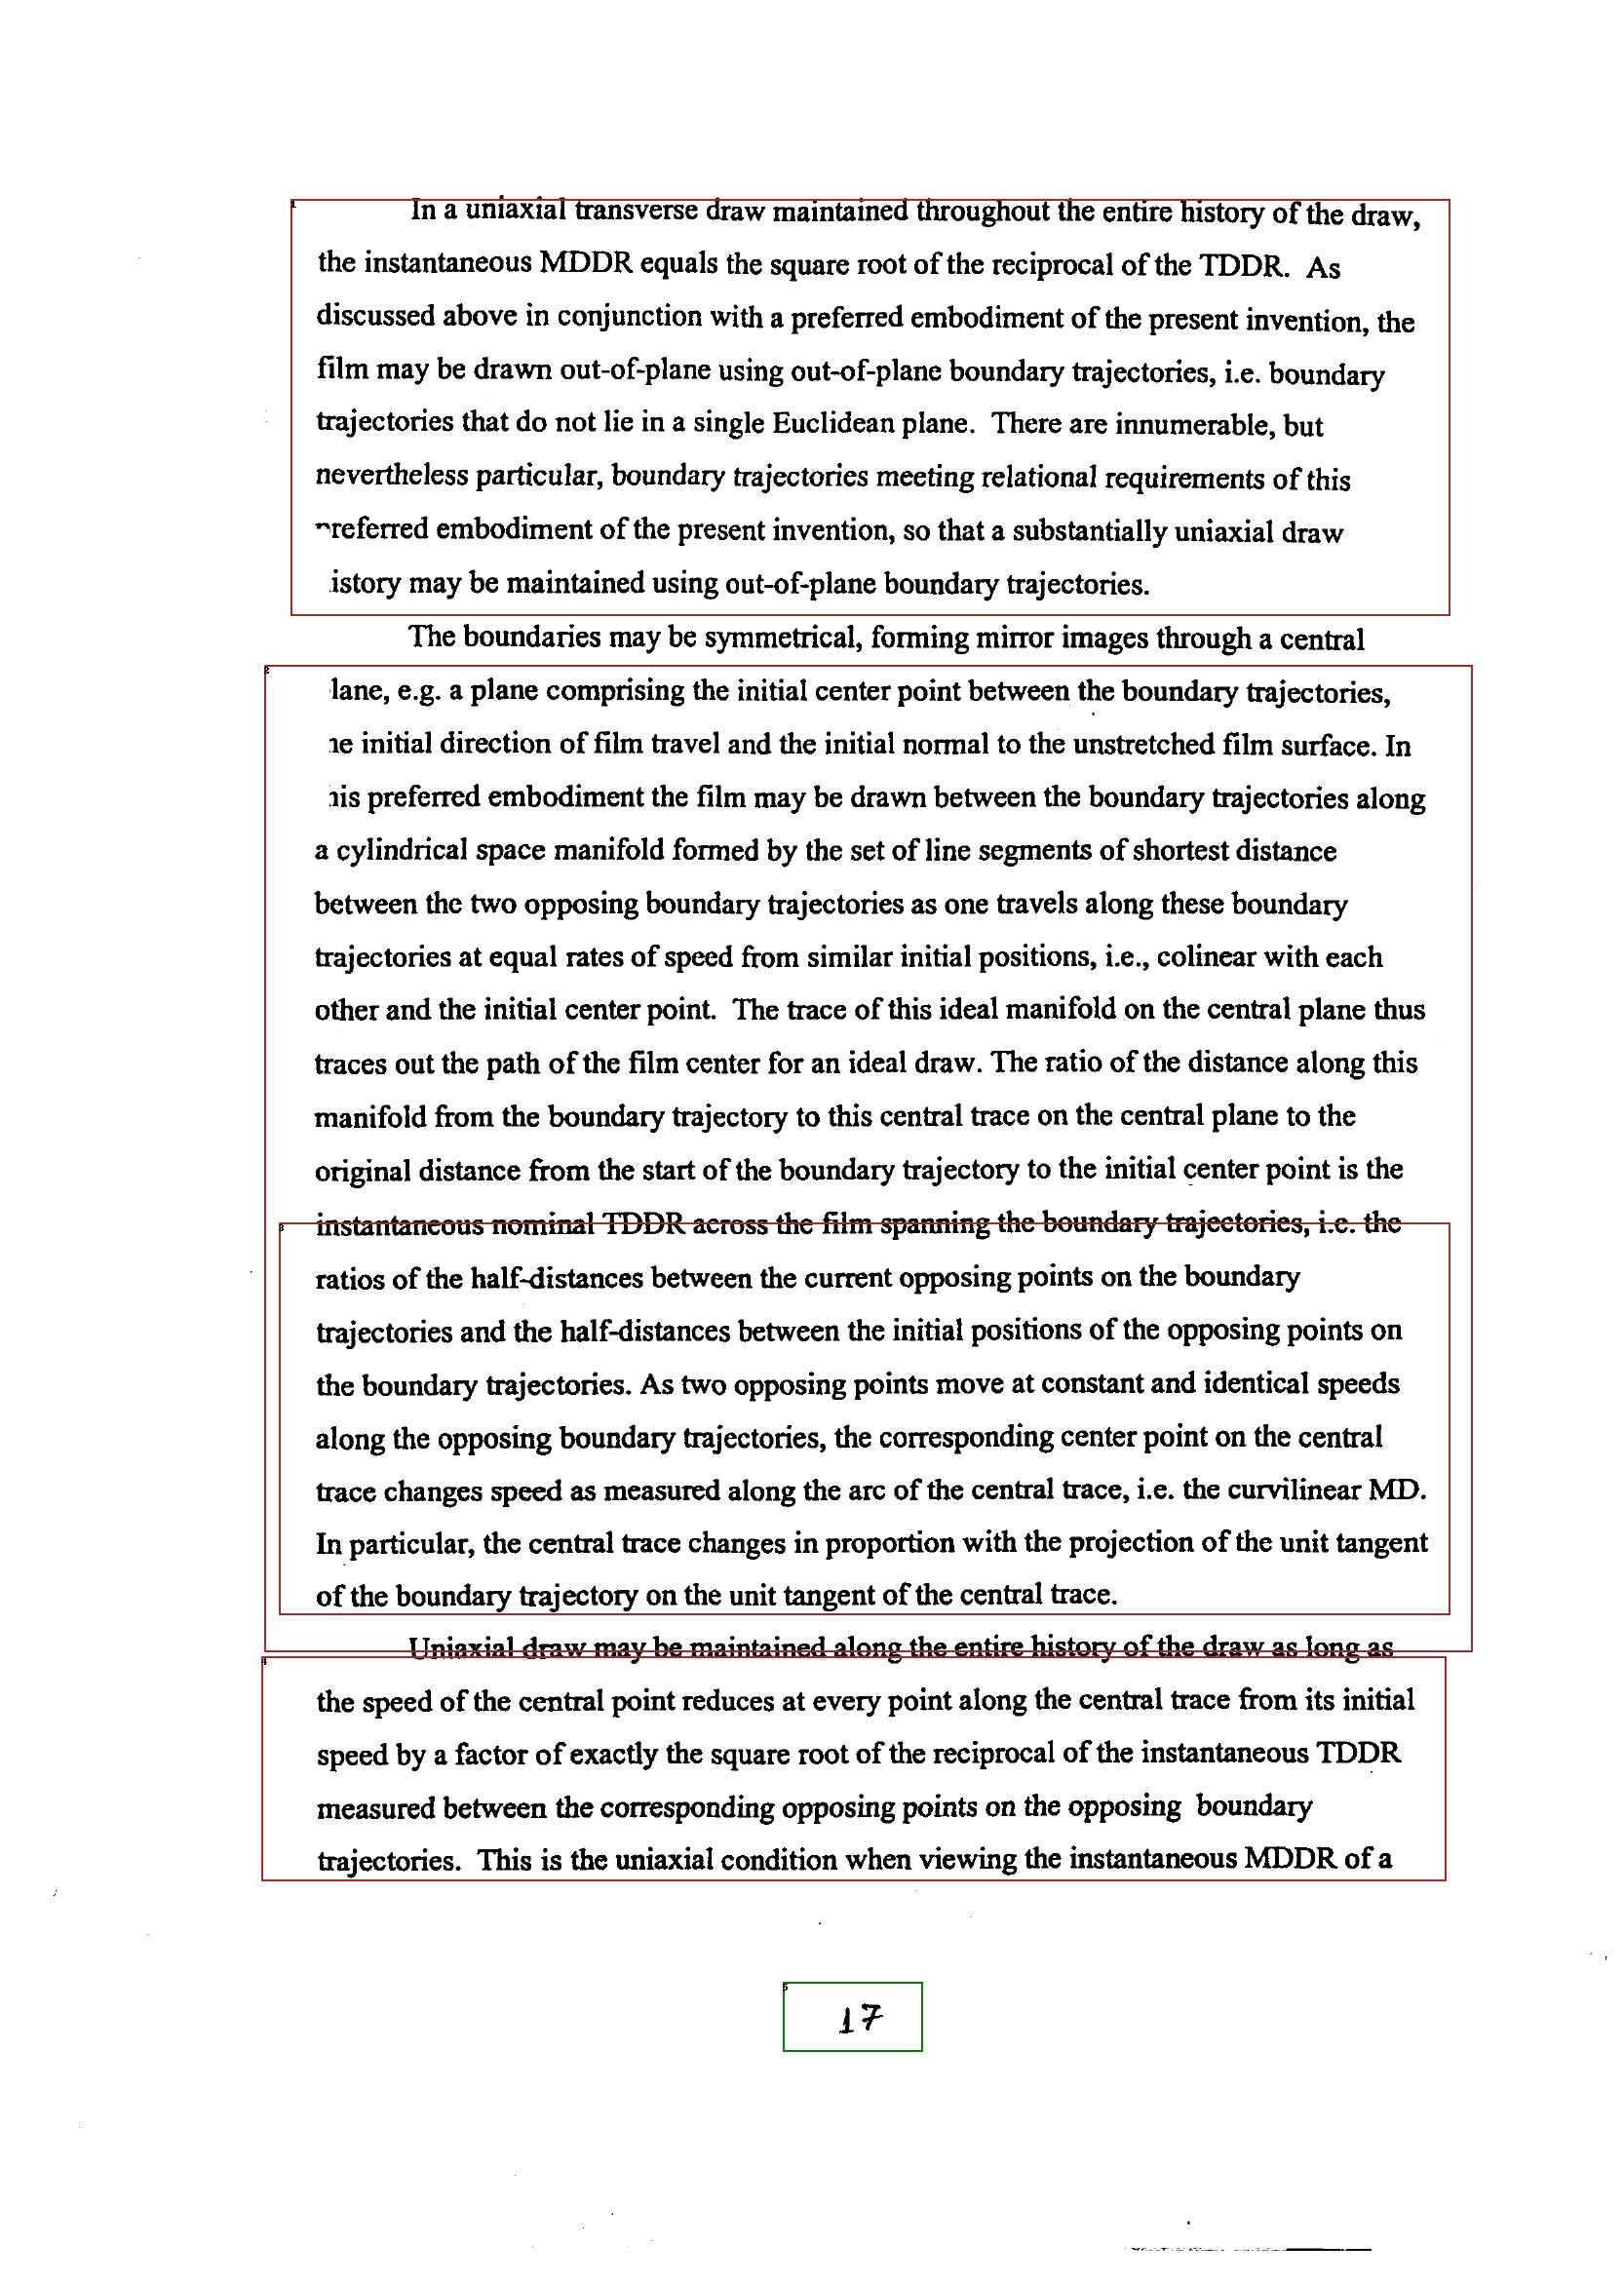 In a uniaxial transverse draw maintained throughout the entire history of the draw,
the instantaneous MDDR equals the square root of the reciprocal of the TDDR. As
discussed above in conjunction with a preferred embodiment of the present invention, the
film may be drawn out-of-plane using out-of-plane boundary trajectories, i.e. boundary
trajectories that do not lie in a single Euclidean plane. There are innumerable, but
nevertheless particular, boundary trajectories meeting relational requirements of this
referred embodiment of the present invention, so that a substantially uniaxial draw
istory may be maintained using out-of-plane boundary trajectories.
The boundaries may be symmetrical, forming mirror images through a central
lane, e.g. a plane comprising the initial center point between the boundary trajectories,
e initial direction of film travel and the initial normal to the unstretched film surface. In
is preferred embodiment the film may be drawn between the boundary trajectories along
a cylindrical space manifold formed by the set of line segments of shortest distance
between the two opposing boundary trajectories as one travels along these boundary
trajectories at equal rates of speed from similar initial positions, i.e., colinear with each
other and the initial center point. The trace of this ideal manifold on the central plane thus
traces out the path of the film center for an ideal draw. The ratio of the distance along this
manifold from the boundary trajectory to this central trace on the central plane to the
original distance from the start of the boundary trajectory to the initial center point is the
instantaneous nominal TDDR across the film spanning the boundary trajectories, i.e. the
ratios of the half-distances between the current opposing points on the boundary
trajectories and the half-distances between the initial positions of the opposing points on
the boundary trajectories. As two opposing points move at constant and identical speeds
along the opposing boundary trajectories, the corresponding center point on the central
trace changes speed as measured along the arc of the central trace, i.e. the curvilinear MD.
In particular, the central trace changes in proportion with the projection of the unit tangent
of the boundary trajectory on the unit tangent of the central trace.
Uniaxial draw may be maintained along the entire history of the draw as long as
the speed of the central point reduces at every point along the central trace from its initial
speed by a factor of exactly the square root of the reciprocal of the instantaneous TDDR
measured between the corresponding opposing points on the opposing boundary
trajectories. This is the uniaxial condition when viewing the instantaneous MDDR of a
17